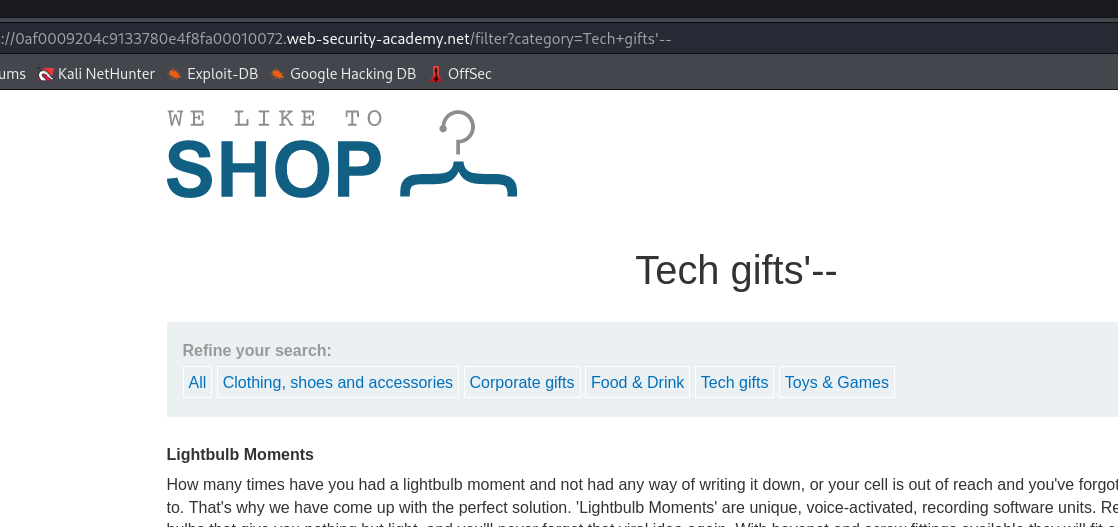 ://0af0009204c9133780e4f8fa00010072.web-security-academy.net/filter?category=Tech+gifts'--
ums Kali NetHunter Exploit-DB Google Hacking DB OffSec
WE LIKE TO
SHOP
Tech gifts'--
Refine your search:
All Clothing, shoes and accessories Corporate gifts Food & Drink Tech gifts Toys & Games
Lightbulb Moments
How many times have you had a lightbulb moment and not had any way of writing it down, or your cell is out of reach and you've forgot
to. That's why we have come up with the perfect solution. 'Lightbulb Moments' are unique, voice-activated, recording software units. R